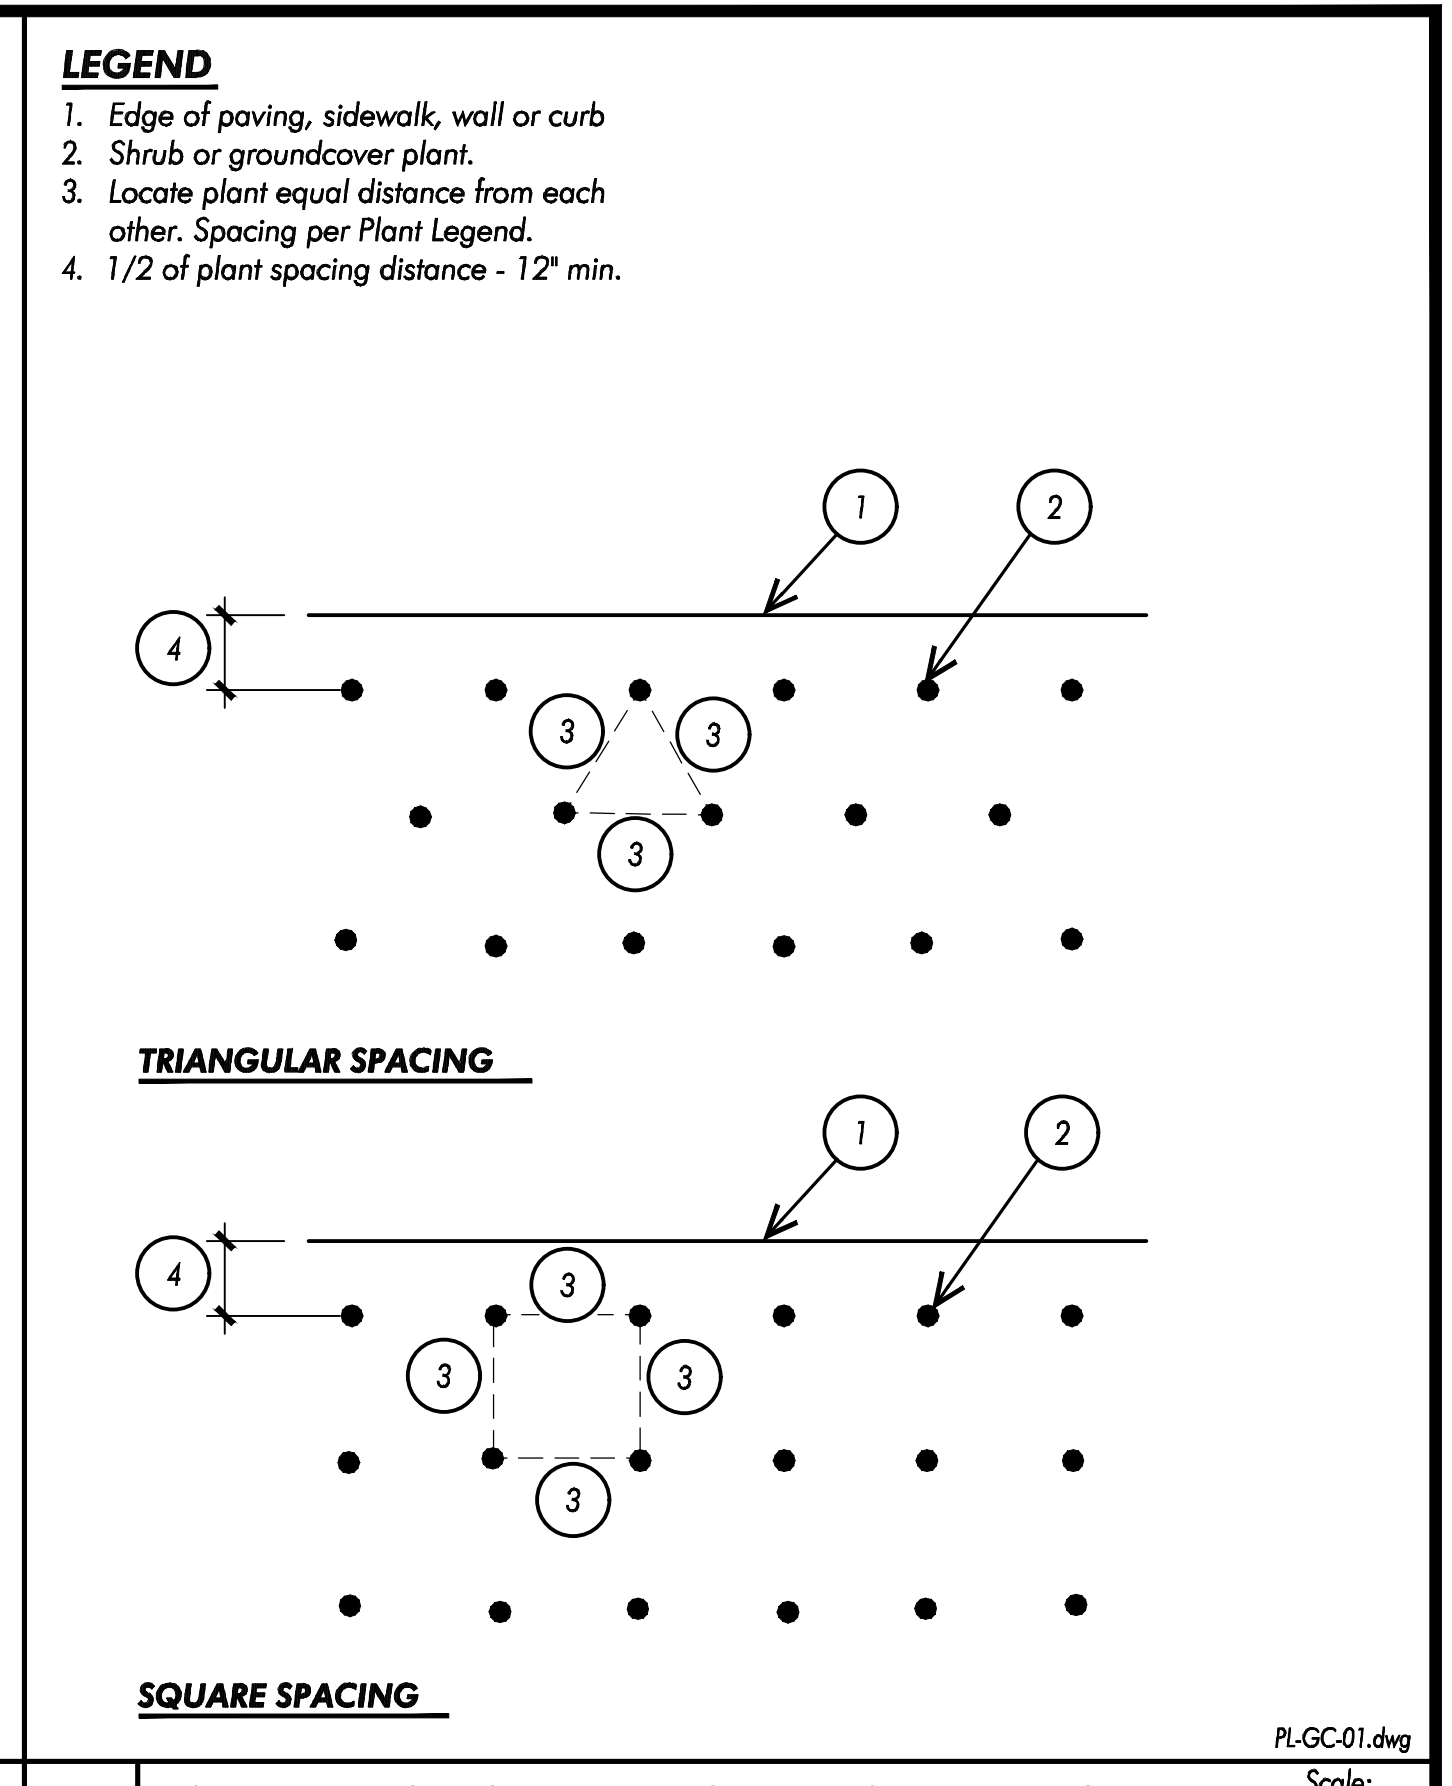 LEGEND
1. Edge of paving, sidewalk, wall or curb
2. Shrub or groundcover plant.
3. Locate plant equal distance from each
other. Spacing per Plant Legend.
4. 1/2 of plant spacing distance - 12" min.
1
2
4
3
3
3
TRIANGULAR SPACING
1
2
4
3
3
3
3
SQUARE SPACING
PL-GC-01.dwg
Scale: